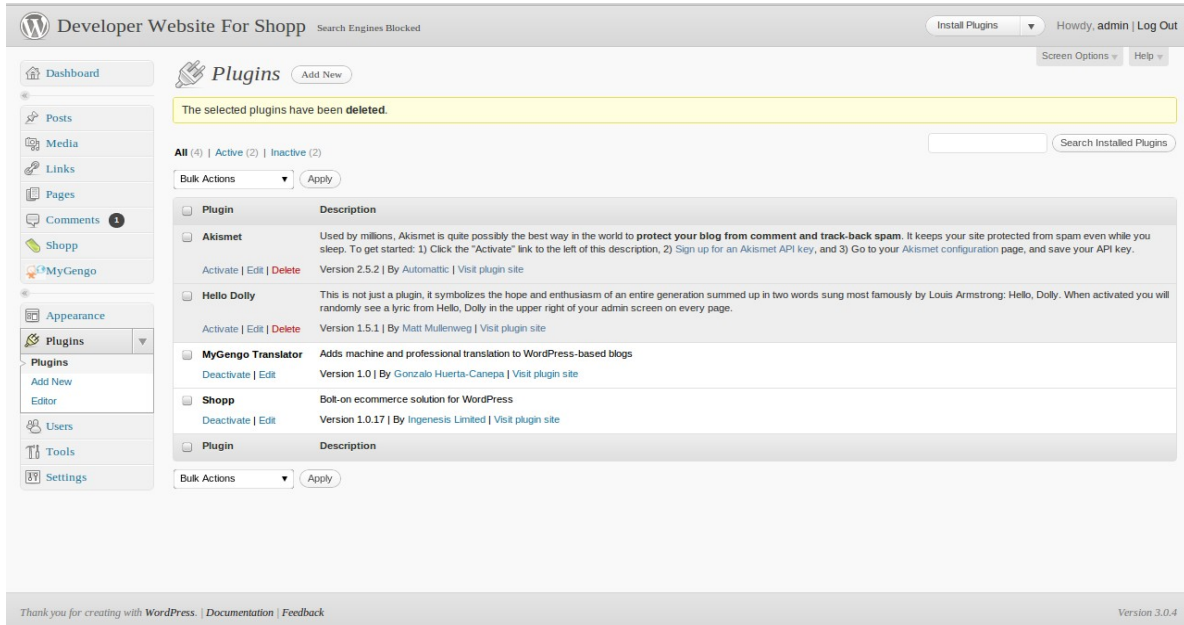 Developer Website For Shopp Search Engines Blocked
Install Plugins
Howdy, admin | Log Out
Screen Options
Help
Dashboard
Posts
Media
Links
Pages
Comments 1
Shopp
MyGengo
Appearance
Plugins
Plugins
Add New
Editor
Users
Tools
Settings
Plugins Add New
The selected plugins have been deleted.
All (4) | Active (2) | Inactive (2)
Search Installed Plugins
Bulk Actions Apply
Plugin Description
Akismet
Used by millions, Akismet is quite possibly the best way in the world to protect your blog from comment and track-back spam. It keeps your site protected from spam even while you
sleep. To get started: 1) Click the "Activate" link to the left of this description, 2) Sign up for an Akismet API key, and 3) Go to your Akismet configuration page, and save your API key.
Activate | Edit | Delete Version 2.5.2 | By Automattic | Visit plugin site
Hello Dolly
This is not just a plugin, it symbolizes the hope and enthusiasm of an entire generation summed up in two words sung most famously by Louis Armstrong: Hello, Dolly. When activated you will
randomly see a lyric from Hello, Dolly in the upper right of your admin screen on every page.
Activate | Edit | Delete Version 1.5.1 | By Matt Mullenweg | Visit plugin site
MyGengo Translator Adds machine and professional translation to WordPress-based blogs
Deactivate | Edit Version 1.0 | By Gonzalo Huerta-Canepa | Visit plugin site
Shopp Bolt-on ecommerce solution for WordPress
Deactivate | Edit Version 1.0.17 | By Ingenesis Limited | Visit plugin site
Plugin Description
Bulk Actions Apply
Thank you for creating with WordPress. | Documentation | Feedback
Version 3.0.4